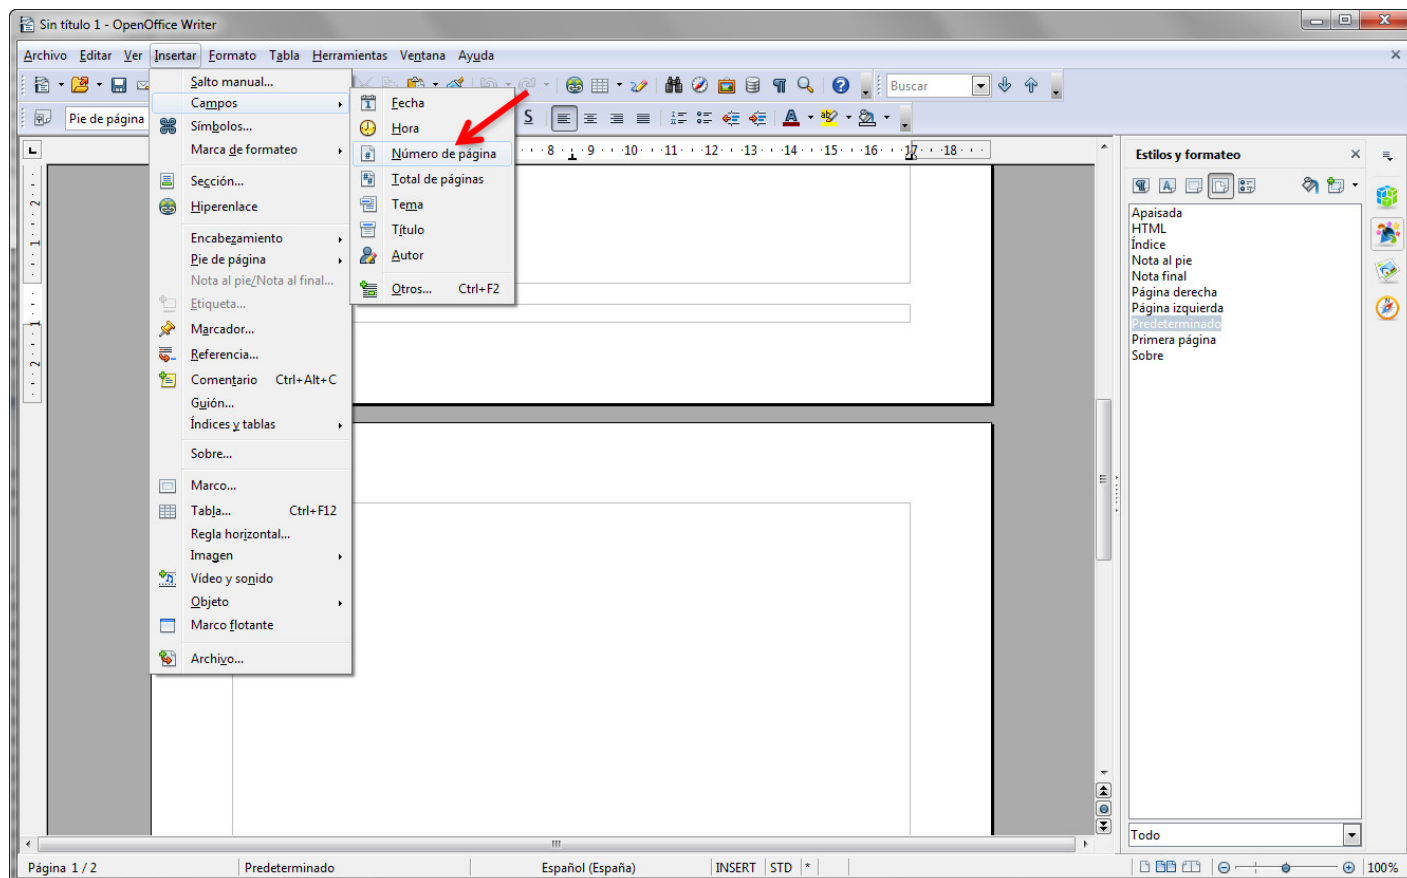 Sin título 1 - OpenOffice Writer
Archivo Editar Ver Insertar Formato Tabla Herramientas Ventana Ayuda
Buscar
Pie de página
Salto manual...
Campos
Símbolos...
Marca de formateo
Sección...
Hiperenlace
Encabezamiento
Pie de página
Nota al pie/Nota al final...
Etiqueta...
Marcador...
Referencia...
Comentario Ctrl+Alt+C
Guión...
Índices y tablas
Sobre...
Marco...
Tabla... Ctrl+F12
Regla horizontal...
Imagen
Vídeo y sonido
Objeto
Marco flotante
Archivo...
Fecha
Hora
Número de página
Total de páginas
Tema
Título
Autor
Otros... Ctrl+F2
8 9 10 11 12 13 14 15 16 17 18
2
1
1
2
Estilos y formateo
Apaisada
HTML
Índice
Nota al pie
Nota final
Página derecha
Página izquierda
Predeterminado
Primera página
Sobre
Todo
Página 1 / 2 Predeterminado Español (España) INSERT STD * 100%